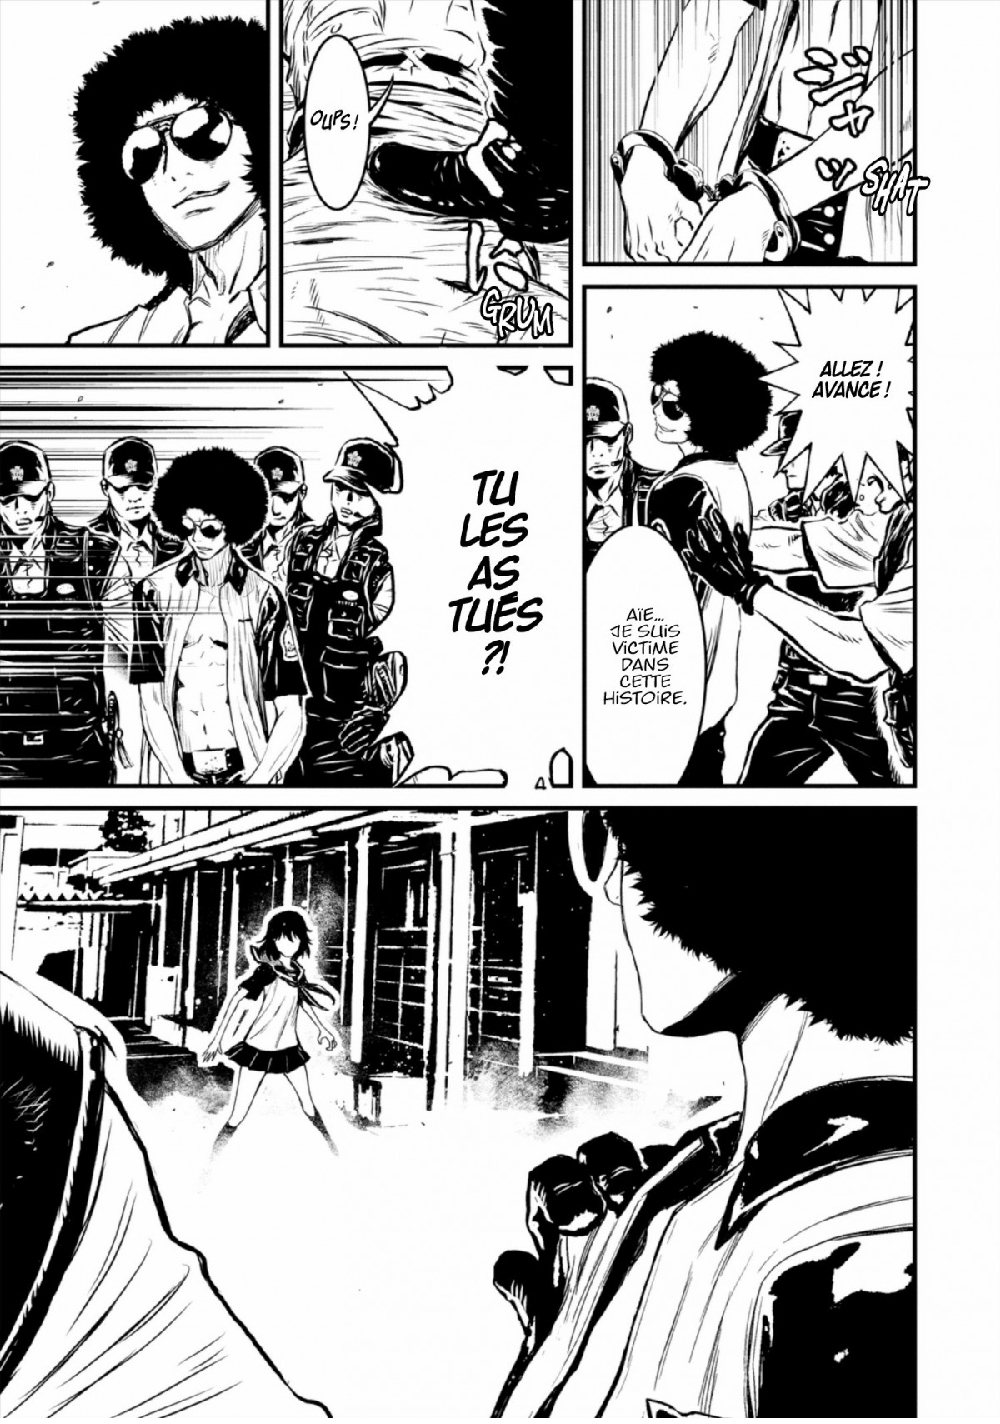 ジャッ
SHAT
OUPS !
GRUM
ALLEZ !
AVANCE !
AÏE...
JE SUIS
VICTIME
DANS
CETTE
HISTOIRE.
TU
LES
AS
TUÉS
?!